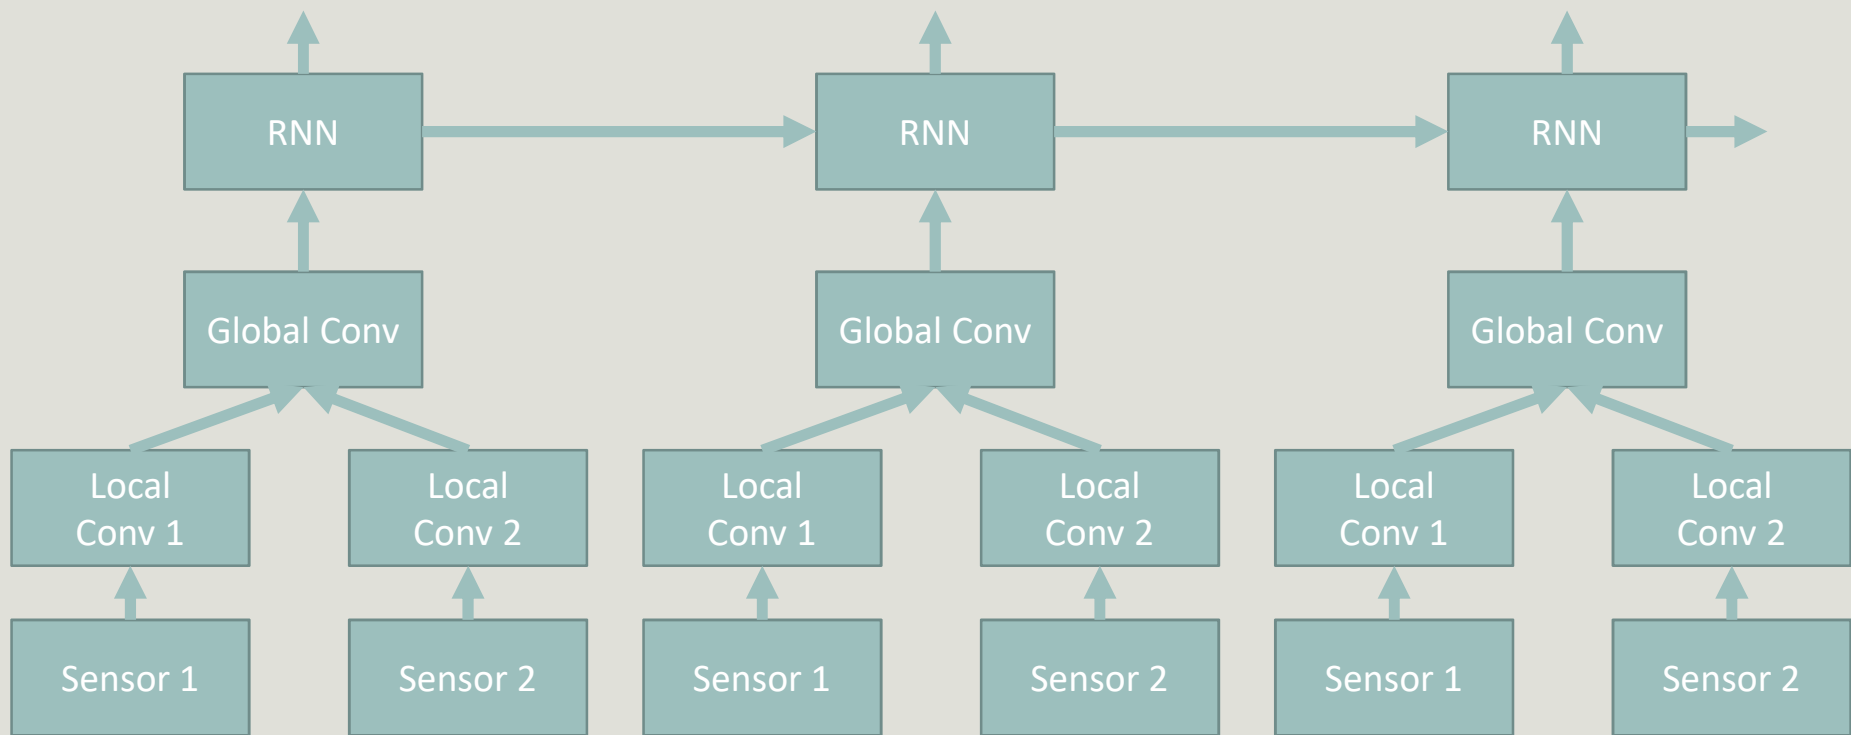 RNN
RNN
RNN
Global Conv
Global Conv
Global Conv
Local
Conv 1
Local
Conv 2
Local
Conv 1
Local
Conv 2
Local
Conv 1
Local
Conv 2
Sensor 1
Sensor 2
Sensor 1
Sensor 2
Sensor 1
Sensor 2